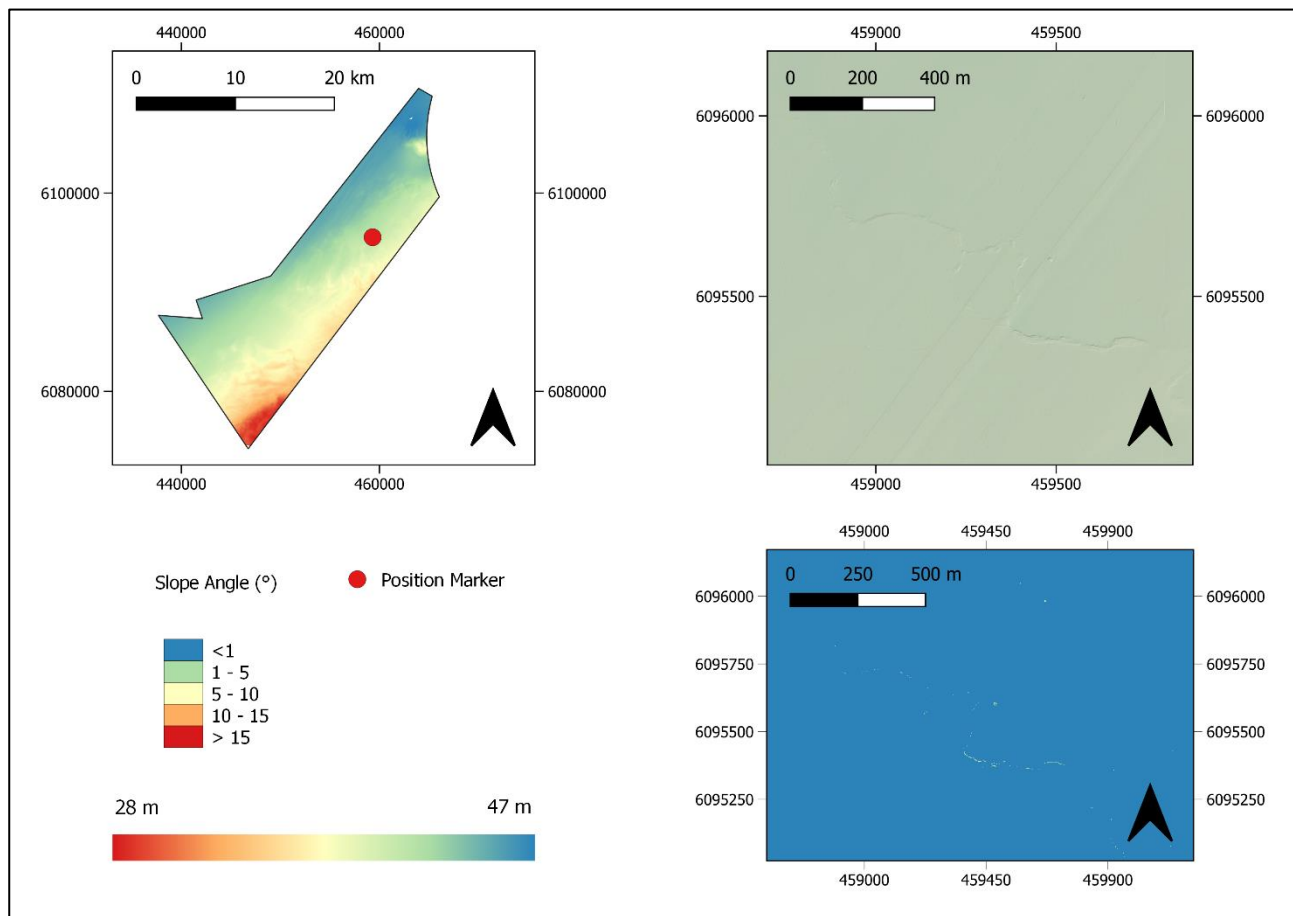 440000 460000
0 10 20 km
6100000 6100000
6080000 6080000
440000 460000
459000 459500
0 200 400 m
6096000 6096000
6095500 6095500
459000 459500
Slope Angle (°)
Position Marker
<1
1 - 5
5 - 10
10 - 15
> 15
28 m 47 m
459000 459450 459900
0 250 500 m
6096000 6096000
6095750 6095750
6095500 6095500
6095250 6095250
459000 459450 459900